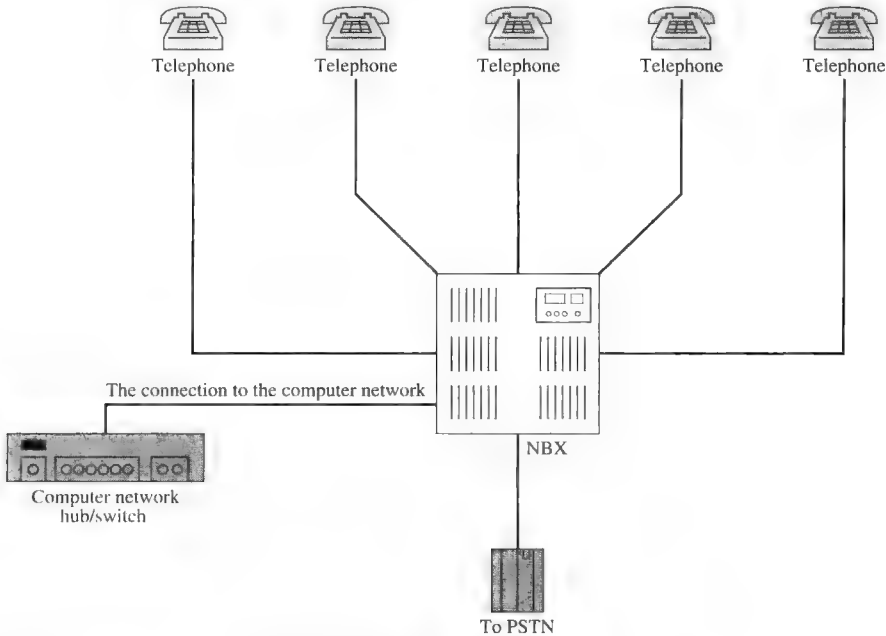 Telephone
Telephone
Telephone
Telephone
Telephone
The connection to the computer network
NBX
Computer network
hub/switch
To PSTN